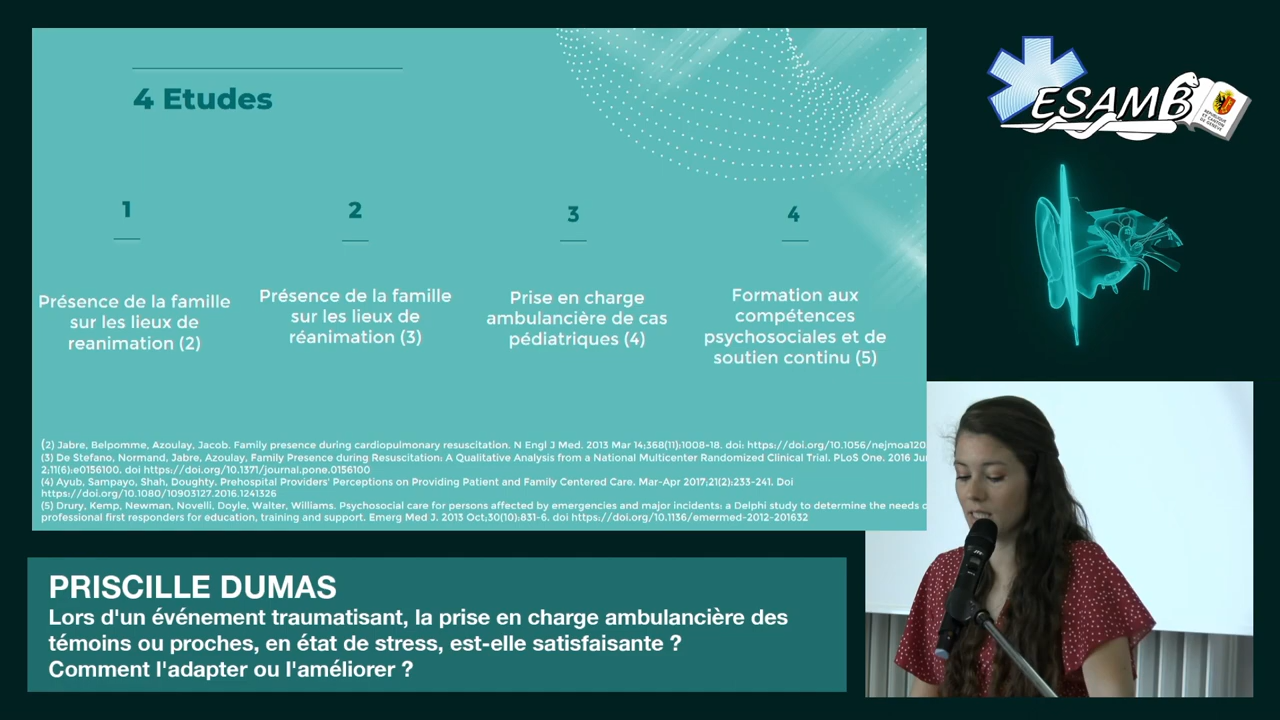 4 Etudes
1
2
3
4
Présence de la famille
sur les lieux de
reanimation (2)
Présence de la famille
sur les lieux de
réanimation (3)
Prise en charge
ambulancière de cas
pédiatriques (4)
Formation aux
compétences
psychosociales et de
soutien continu (5)
(2) Jabre, Belpomme, Azoulay, Jacob. Family presence during cardiopulmonary resuscitation. N Engl J Med. 2013 Mar 14;368(11):1008-18. doi: https://doi.org/10.1056/nejmoa120
(3) De Stefano, Normand, Jabre, Azoulay, Family Presence during Resuscitation: A Qualitative Analysis from a National Multicenter Randomized Clinical Trial. PLoS One. 2016 Ju
2;11(6):e0156100. doi https://doi.org/10.1371/journal.pone.0156100
(4) Ayub, Sampayo, Shah, Doughty. Prehospital Providers' Perceptions on Providing Patient and Family Centered Care. Mar-Apr 2017;21(2):233-241. Doi
https://doi.org/10.1080/10903127.2016.1241326
(5) Drury, Kemp, Newman, Novelli, Doyle, Walter, Williams. Psychosocial care for persons affected by emergencies and major incidents: a Delphi study to determine the needs
professional first responders for education, training and support. Emerg Med J. 2013 Oct;30(10):831-6. doi https://doi.org/10.1136/emermed-2012-201632
ESAMB
REPUBLIQUE
ET CANTON
DE GENEVE
PRISCILLE DUMAS
Lors d'un événement traumatisant, la prise en charge ambulancière des
témoins ou proches, en état de stress, est-elle satisfaisante ?
Comment l'adapter ou l'améliorer ?